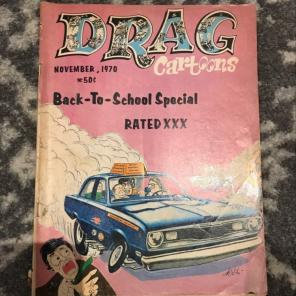 DRAG
Cartoons
NOVEMBER, 1970
*50¢
Back-To-School Special
RATED XXX